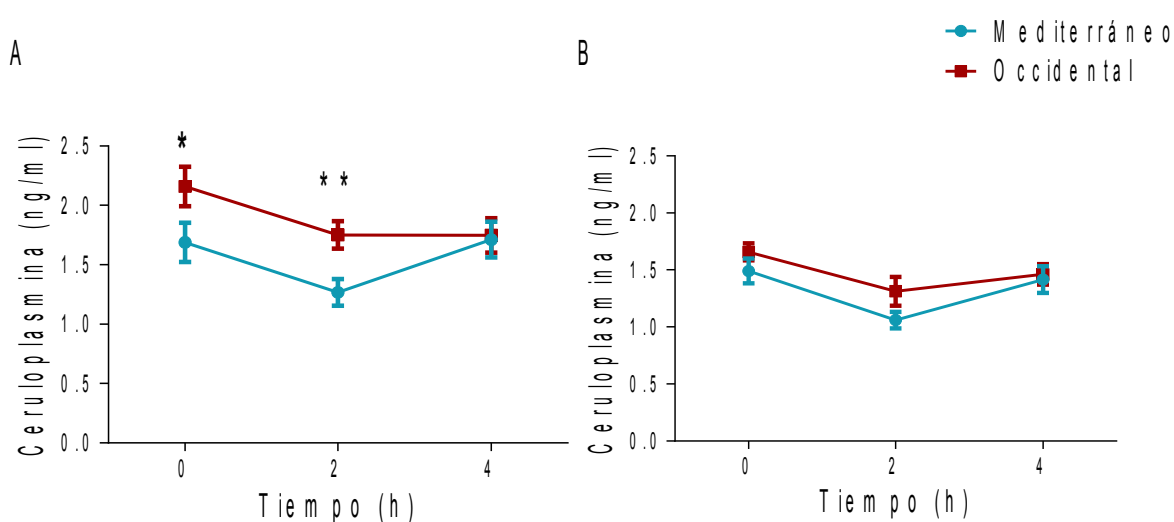 A
B
Mediterráneo
Occidental
*
**
Ceruloplasmina (ng/ml)
2.5
2.0
1.5
1.0
0.5
0.0
0
2
4
Tiempo (h)
Ceruloplasmina (ng/ml)
2.5
2.0
1.5
1.0
0.5
0.0
0
2
4
Tiempo (h)